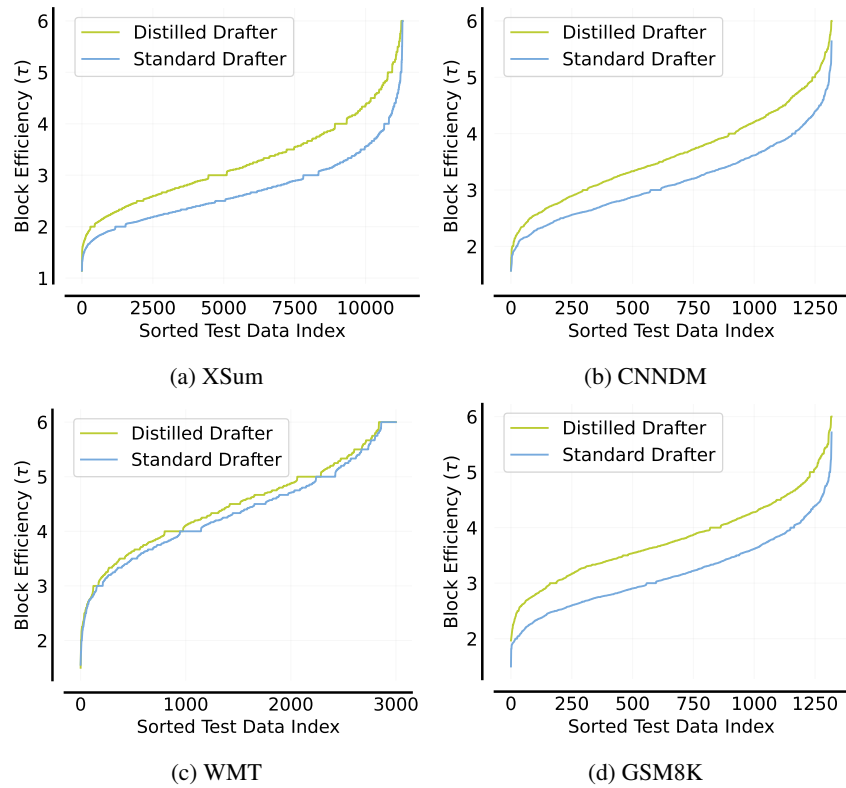 Distilled Drafter
Standard Drafter
Block Efficiency (τ)
6
5
4
3
2
1
0 2500 5000 7500 10000
Sorted Test Data Index
(a) XSum
Distilled Drafter
Standard Drafter
Block Efficiency (τ)
6
5
4
3
2
0 250 500 750 1000 1250
Sorted Test Data Index
(b) CNNDM
Distilled Drafter
Standard Drafter
Block Efficiency (τ)
6
5
4
3
2
0 1000 2000 3000
Sorted Test Data Index
(c) WMT
Distilled Drafter
Standard Drafter
Block Efficiency (τ)
6
5
4
3
2
0 250 500 750 1000 1250
Sorted Test Data Index
(d) GSM8K